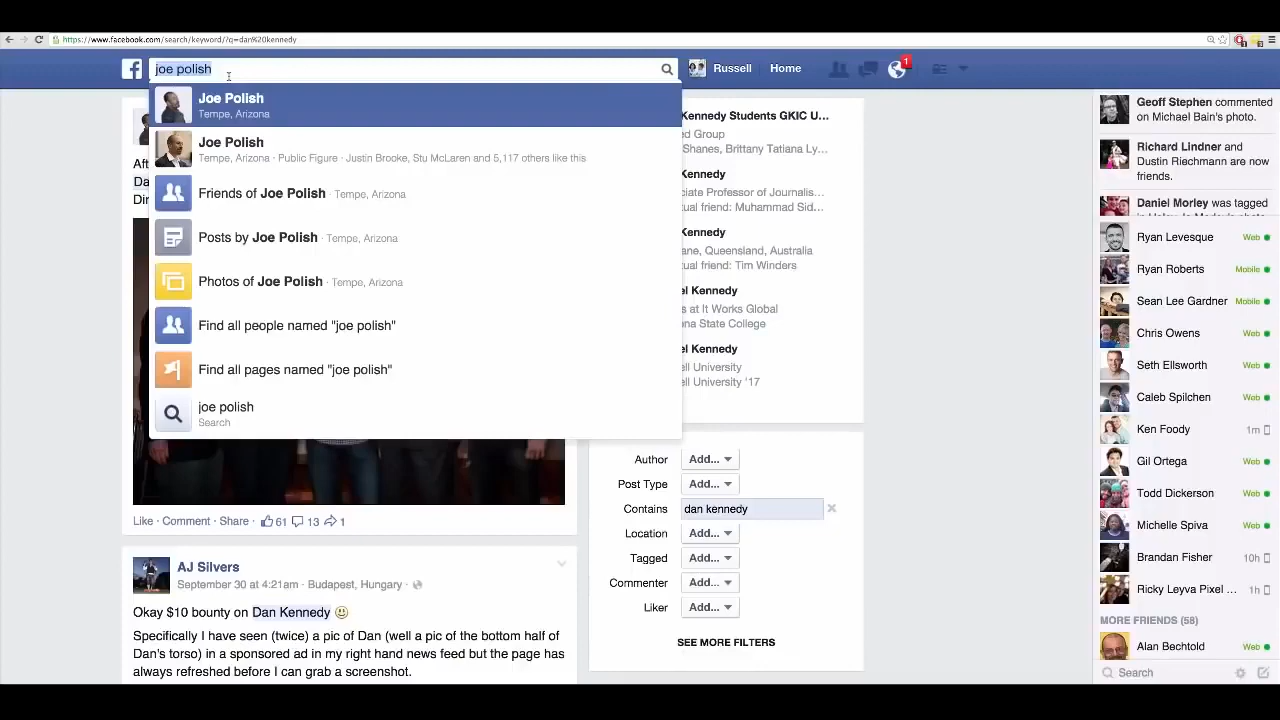 https://www.facebook.com/search/keyword/?q=dan%20kennedy
joe polish
Russell
Home
1
Joe Polish
Tempe, Arizona
Joe Polish
Tempe, Arizona · Public Figure · Justin Brooke, Stu McLaren and 5,117 others like this
Friends of Joe Polish · Tempe, Arizona
Posts by Joe Polish · Tempe, Arizona
Photos of Joe Polish · Tempe, Arizona
Find all people named "joe polish"
Find all pages named "joe polish"
joe polish
Search
Aft
Da
Din
Like · Comment · Share · 61 13 1
AJ Silvers
September 30 at 4:21am · Budapest, Hungary ·
Okay $10 bounty on Dan Kennedy
Specifically I have seen (twice) a pic of Dan (well a pic of the bottom half of
Dan's torso) in a sponsored ad in my right hand news feed but the page has
always refreshed before I can grab a screenshot.
Kennedy Students GKIC U...
ed Group
Shanes, Brittany Tatiana Ly...
Kennedy
ciate Professor of Journalis...
utual friend: Muhammad Sid...
Kennedy
ane, Queensland, Australia
utual friend: Tim Winders
el Kennedy
s at It Works Global
na State College
el Kennedy
ell University
ell University '17
Author Add...
Post Type Add...
Contains dan kennedy
Location Add...
Tagged Add...
Commenter Add...
Liker Add...
SEE MORE FILTERS
Geoff Stephen commented
on Michael Bain's photo.
Richard Lindner and
Dustin Riechmann are now
friends.
Daniel Morley was tagged
Ryan Levesque Web
Ryan Roberts Mobile
Sean Lee Gardner Mobile
Chris Owens Web
Seth Ellsworth Web
Caleb Spilchen Web
Ken Foody 1m
Gil Ortega Web
Todd Dickerson Web
Michelle Spiva Web
Brandan Fisher 10h
Ricky Leyva Pixel ... 1h
MORE FRIENDS (58)
Alan Bechtold Web
Search